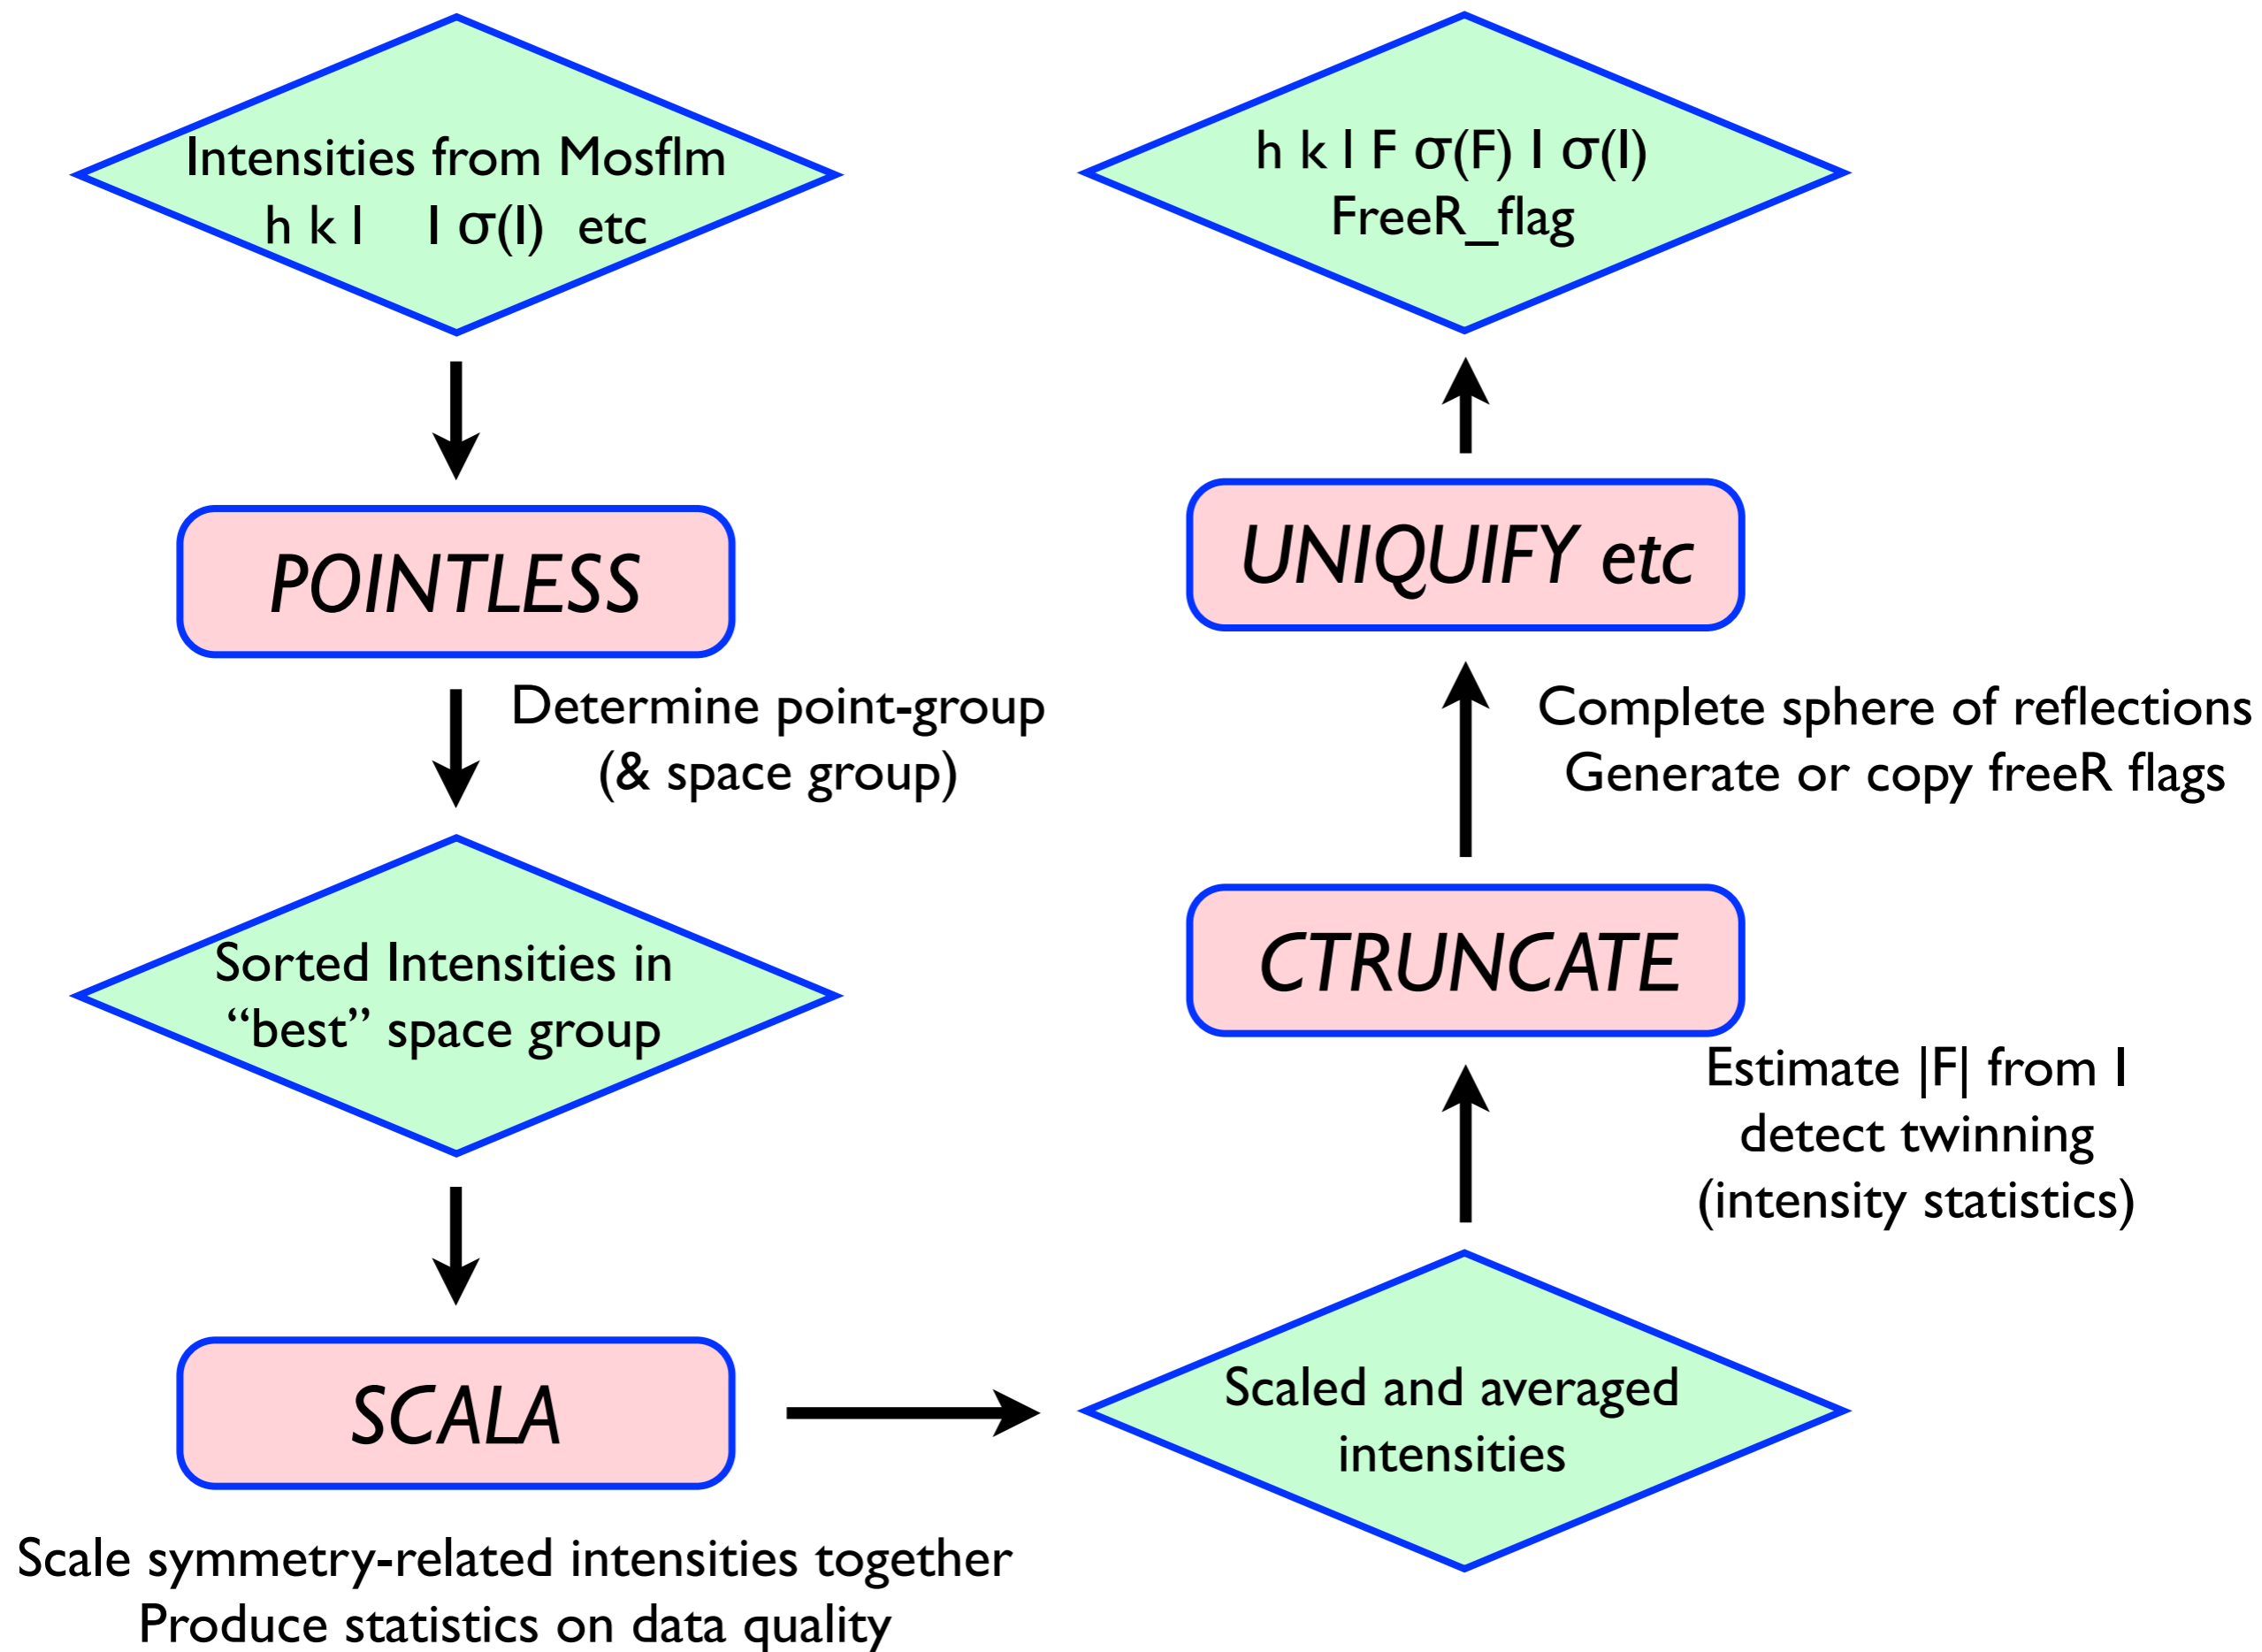 Intensities from Mosflm
h k l I σ(I) etc
POINTLESS
Determine point-group
(& space group)
Sorted Intensities in
“best” space group
SCALA
Scale symmetry-related intensities together
Produce statistics on data quality
Scaled and averaged
intensities
Estimate |F| from I
detect twinning
(intensity statistics)
CTRUNCATE
Complete sphere of reflections
Generate or copy freeR flags
UNIQUIFY etc
h k l F σ(F) I σ(I)
FreeR_flag